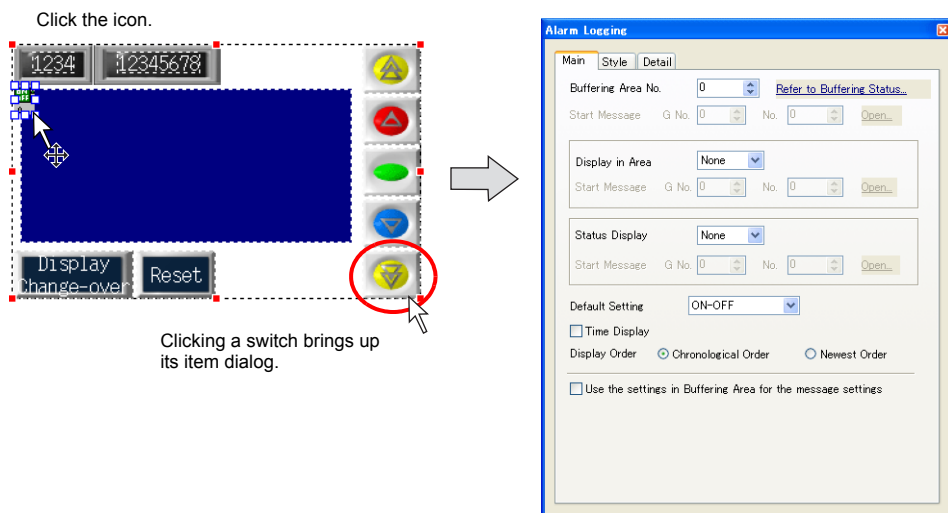 Click the icon.
1234 12345678
ON
OFF
Display
Change-over
Reset
Clicking a switch brings up
its item dialog.
Alarm Logging
Main Style Detail
Buffering Area No. 0 Refer to Buffering Status...
Start Message G No. 0 No. 0 Open...
Display in Area None
Start Message G No. 0 No. 0 Open...
Status Display None
Start Message G No. 0 No. 0 Open...
Default Setting ON-OFF
Time Display
Display Order Chronological Order Newest Order
Use the settings in Buffering Area for the message settings